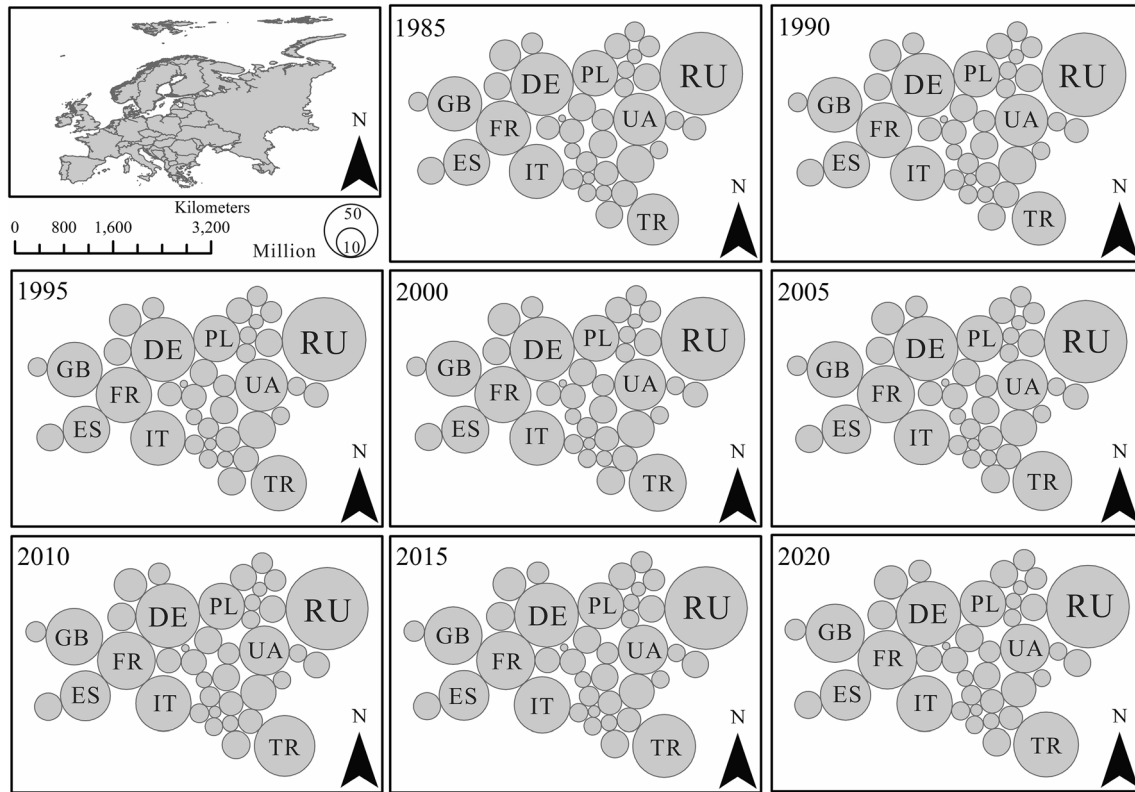 N
Kilometers
0 800 1,600 3,200
50
10
Million
1985
DE PL RU
GB
FR UA
ES IT
TR
N
1990
DE PL RU
GB
FR UA
ES IT
TR
N
1995
DE PL RU
GB
FR UA
ES IT
TR
N
2000
DE PL RU
GB
FR UA
ES IT
TR
N
2005
DE PL RU
GB
FR UA
ES IT
TR
N
2010
DE PL RU
GB
FR UA
ES IT
TR
N
2015
DE PL RU
GB
FR UA
ES IT
TR
N
2020
DE PL RU
GB
FR UA
ES IT
TR
N